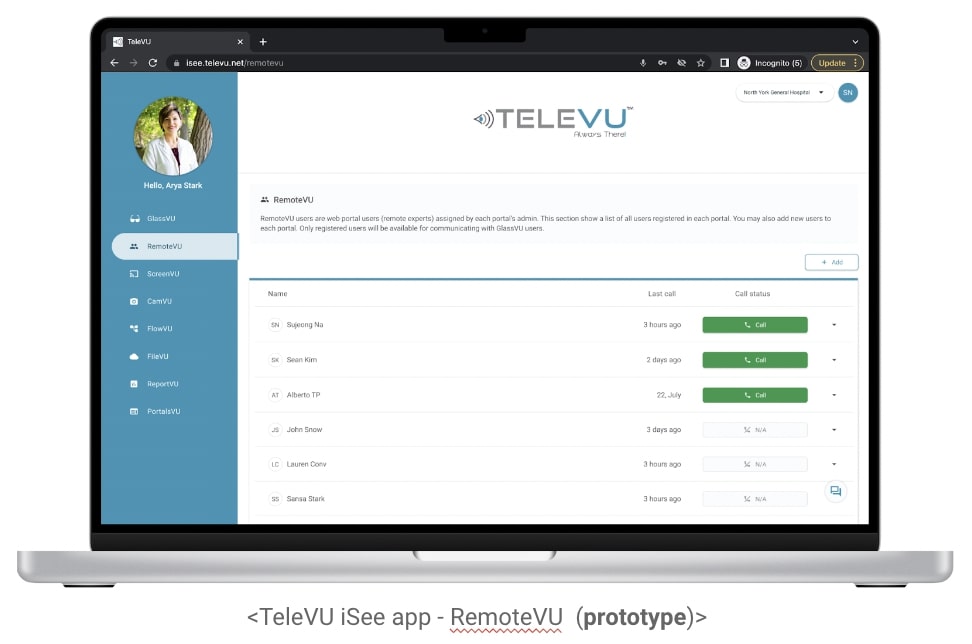 TeleVU
isee.televu.net/remotevu
Incognito (5)
Update
North York General Hospital
SN
TELEVU™
Always There!
Hello, Arya Stark
GlassVU
RemoteVU
ScreenVU
CamVU
FlowVU
FileVU
ReportVU
PortalsVU
RemoteVU
RemoteVU users are web portal users (remote experts) assigned by each portal's admin. This section show a list of all users registered in each portal. You may also add new users to
each portal. Only registered users will be available for communicating with GlassVU users.
+ Add
Name Last call Call status
SN Sujeong Na 3 hours ago Call
SK Sean Kim 2 days ago Call
AT Alberto TP 22, July Call
JS John Snow 3 days ago N/A
LC Lauren Conv 3 hours ago N/A
SS Sansa Stark 3 hours ago N/A
<TeleVU iSee app - RemoteVU (prototype)>